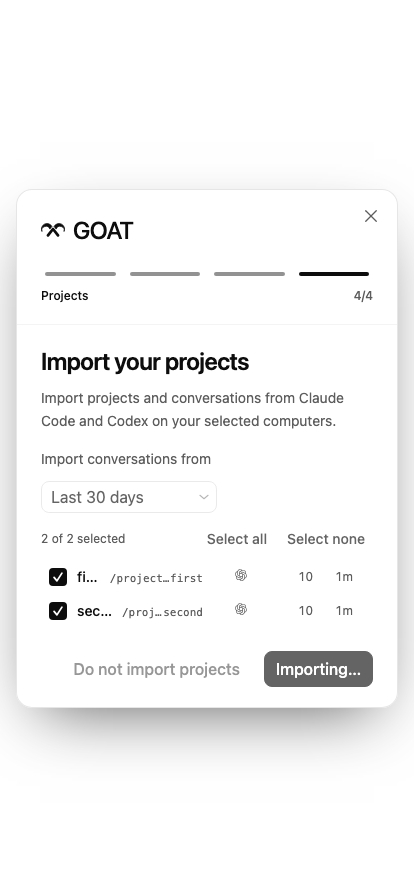 GOAT
Projects 4/4
Import your projects
Import projects and conversations from Claude
Code and Codex on your selected computers.
Import conversations from
Last 30 days
2 of 2 selected Select all Select none
fi... /project…first 10 1m
sec... /proj…second 10 1m
Do not import projects Importing...